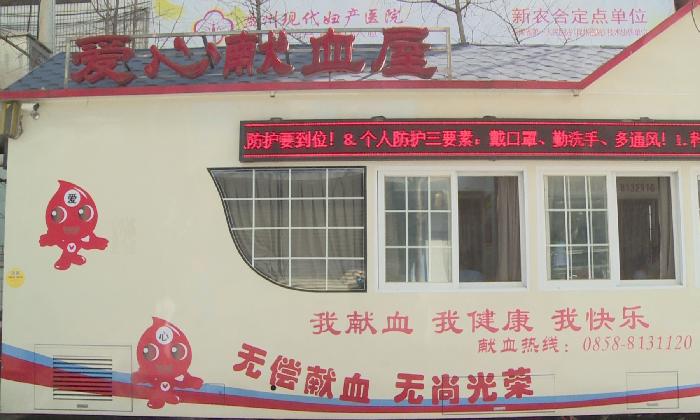 州现代妇产医院
新农合定点单位
爱心献血屋
防护要到位！&个人防护三要素：戴口罩、勤洗手、多通风！1.
8132910
爱
我献血 我健康 我快乐
献血热线：0858-8131120
心
无偿献血 无尚光荣